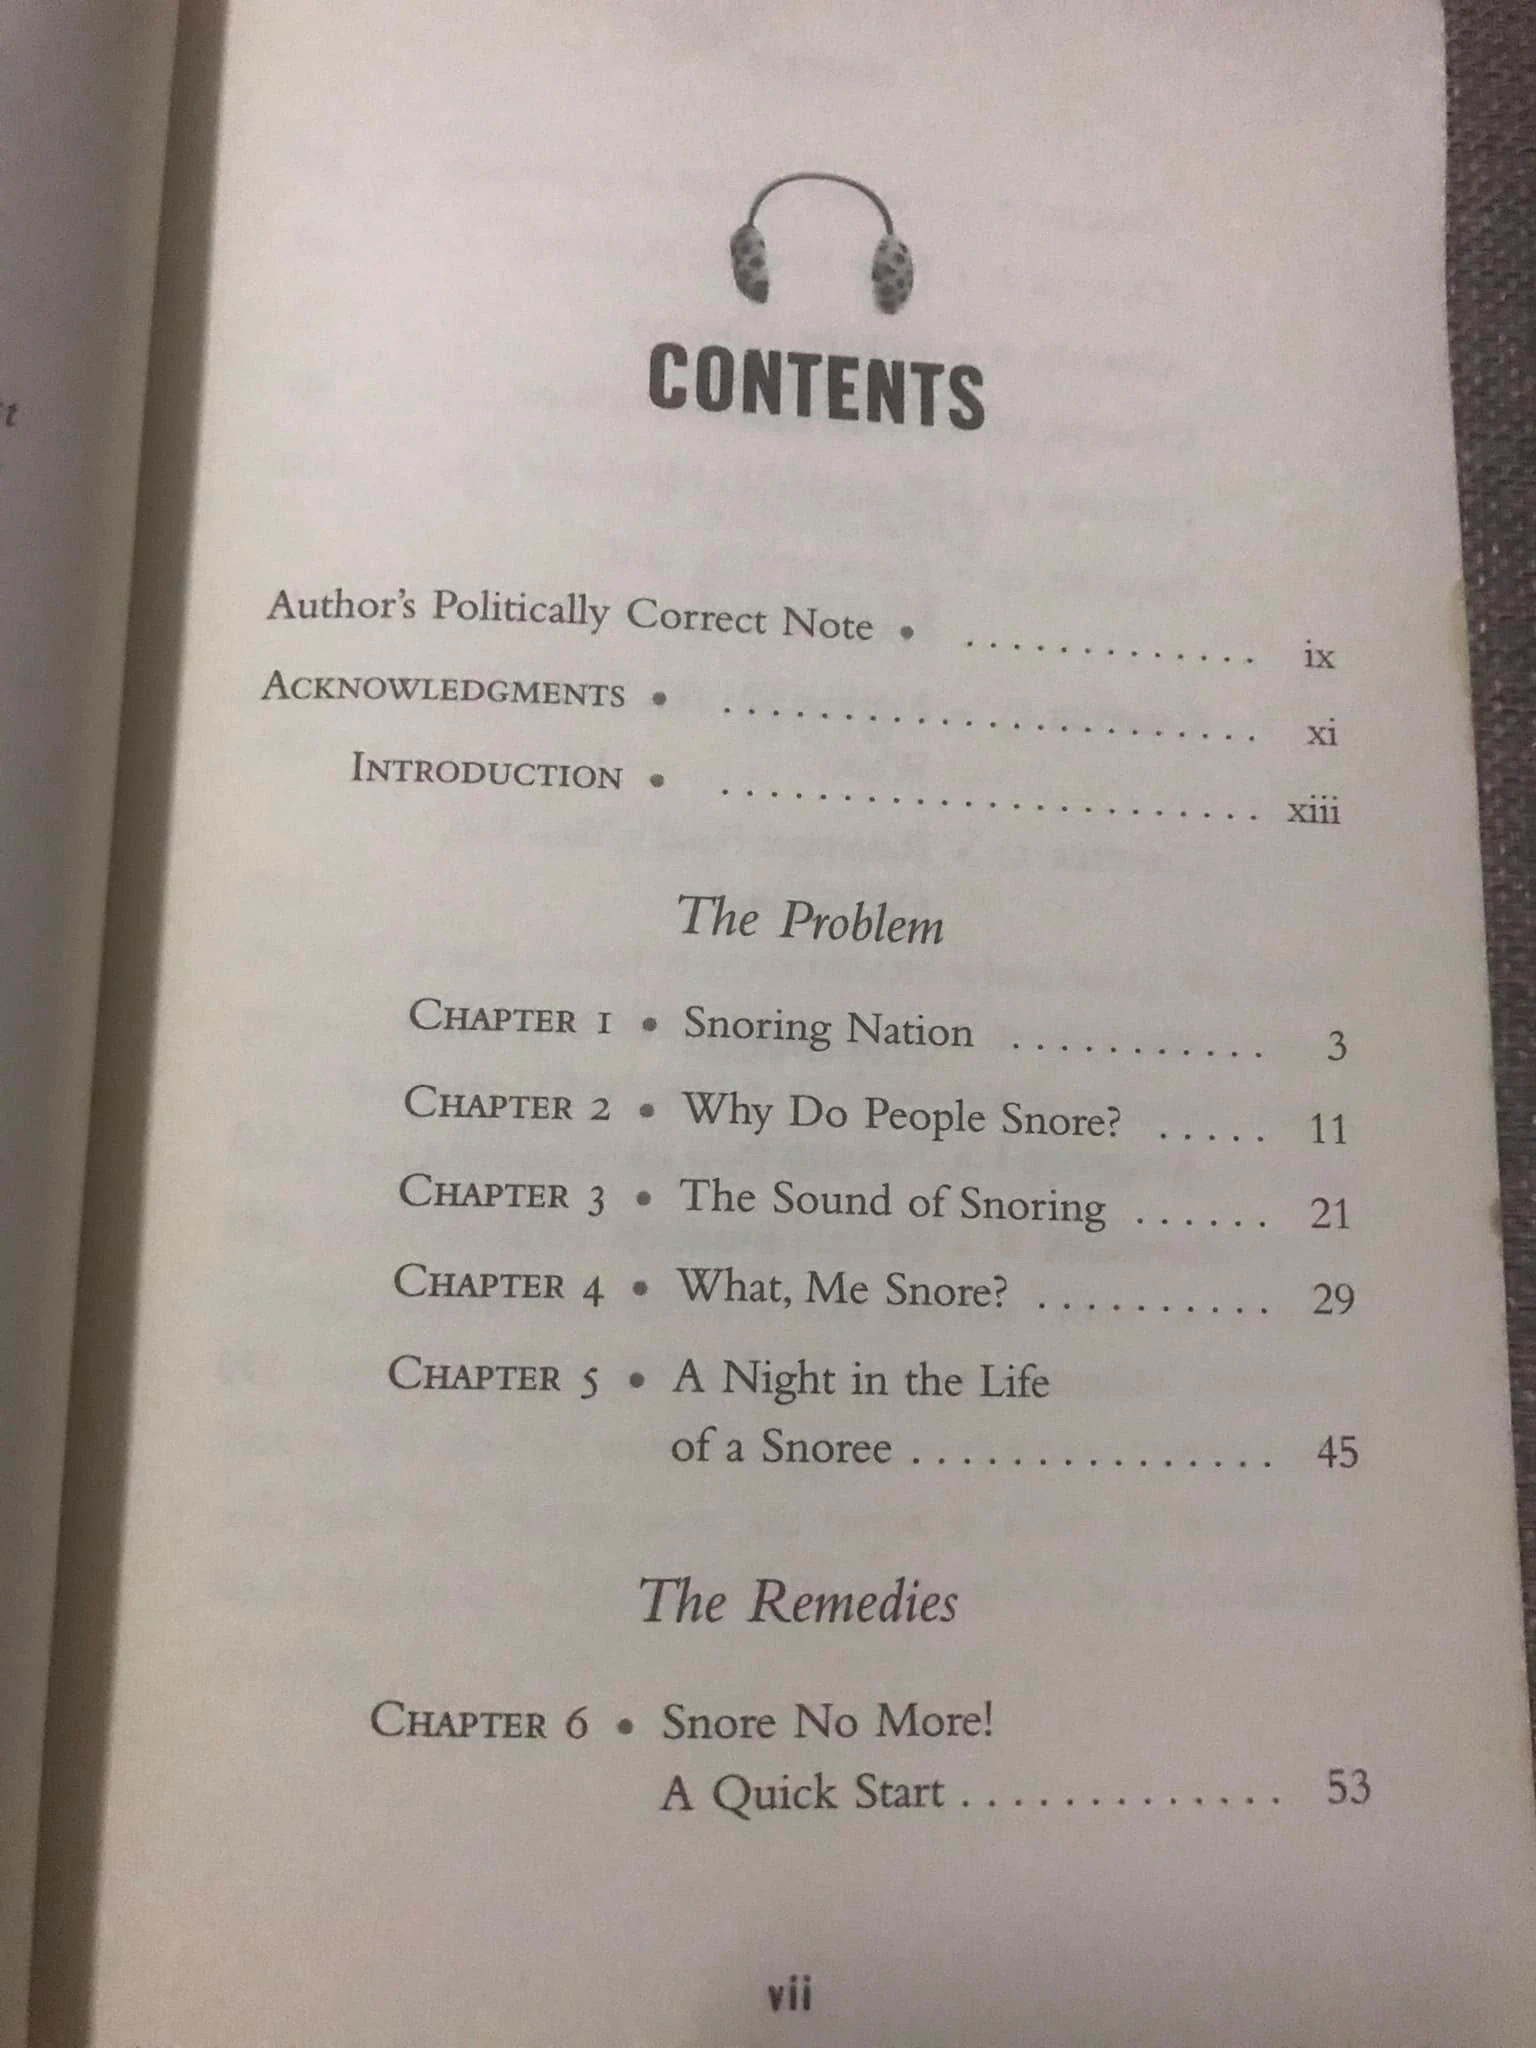 CONTENTS
Author's Politically Correct Note • ............. ix
ACKNOWLEDGMENTS • ....................... xi
INTRODUCTION • ....................... xiii
The Problem
CHAPTER 1 • Snoring Nation ........... 3
CHAPTER 2 • Why Do People Snore? ..... 11
CHAPTER 3 • The Sound of Snoring ...... 21
CHAPTER 4 • What, Me Snore? .......... 29
CHAPTER 5 • A Night in the Life
of a Snoree ............... 45
The Remedies
CHAPTER 6 • Snore No More!
A Quick Start ............. 53
vii